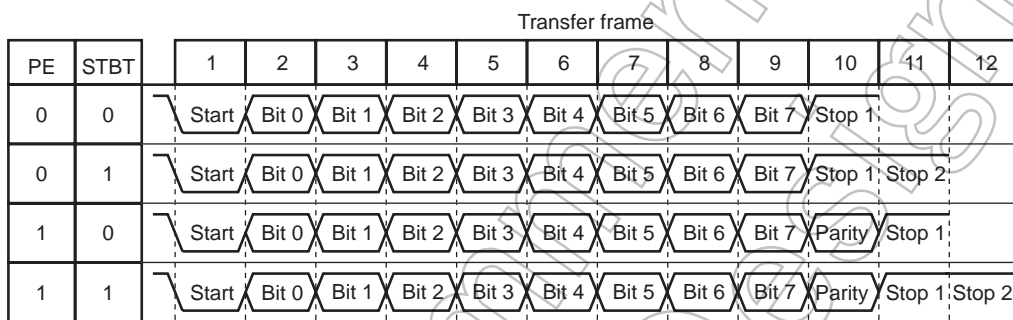 Transfer frame
PE STBT 1 2 3 4 5 6 7 8 9 10 11 12
0 0 Start Bit 0 Bit 1 Bit 2 Bit 3 Bit 4 Bit 5 Bit 6 Bit 7 Stop 1
0 1 Start Bit 0 Bit 1 Bit 2 Bit 3 Bit 4 Bit 5 Bit 6 Bit 7 Stop 1 Stop 2
1 0 Start Bit 0 Bit 1 Bit 2 Bit 3 Bit 4 Bit 5 Bit 6 Bit 7 Parity Stop 1
1 1 Start Bit 0 Bit 1 Bit 2 Bit 3 Bit 4 Bit 5 Bit 6 Bit 7 Parity Stop 1 Stop 2